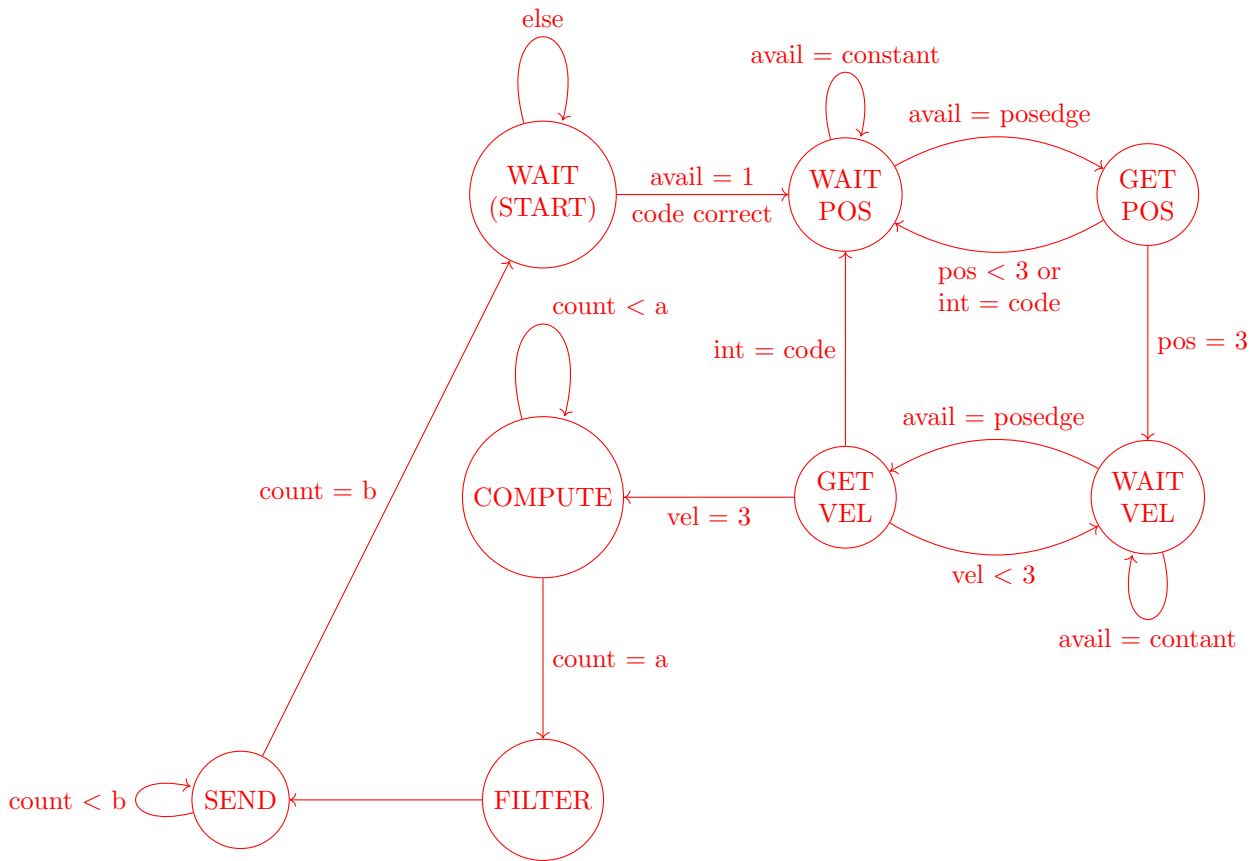 else
avail = constant
avail = posedge
WAIT
(START)
avail = 1
code correct
WAIT
POS
GET
POS
pos < 3 or
int = code
count < a
int = code
pos = 3
avail = posedge
COMPUTE
vel = 3
GET
VEL
WAIT
VEL
count = b
vel < 3
avail = contant
count = a
count < b
SEND
FILTER